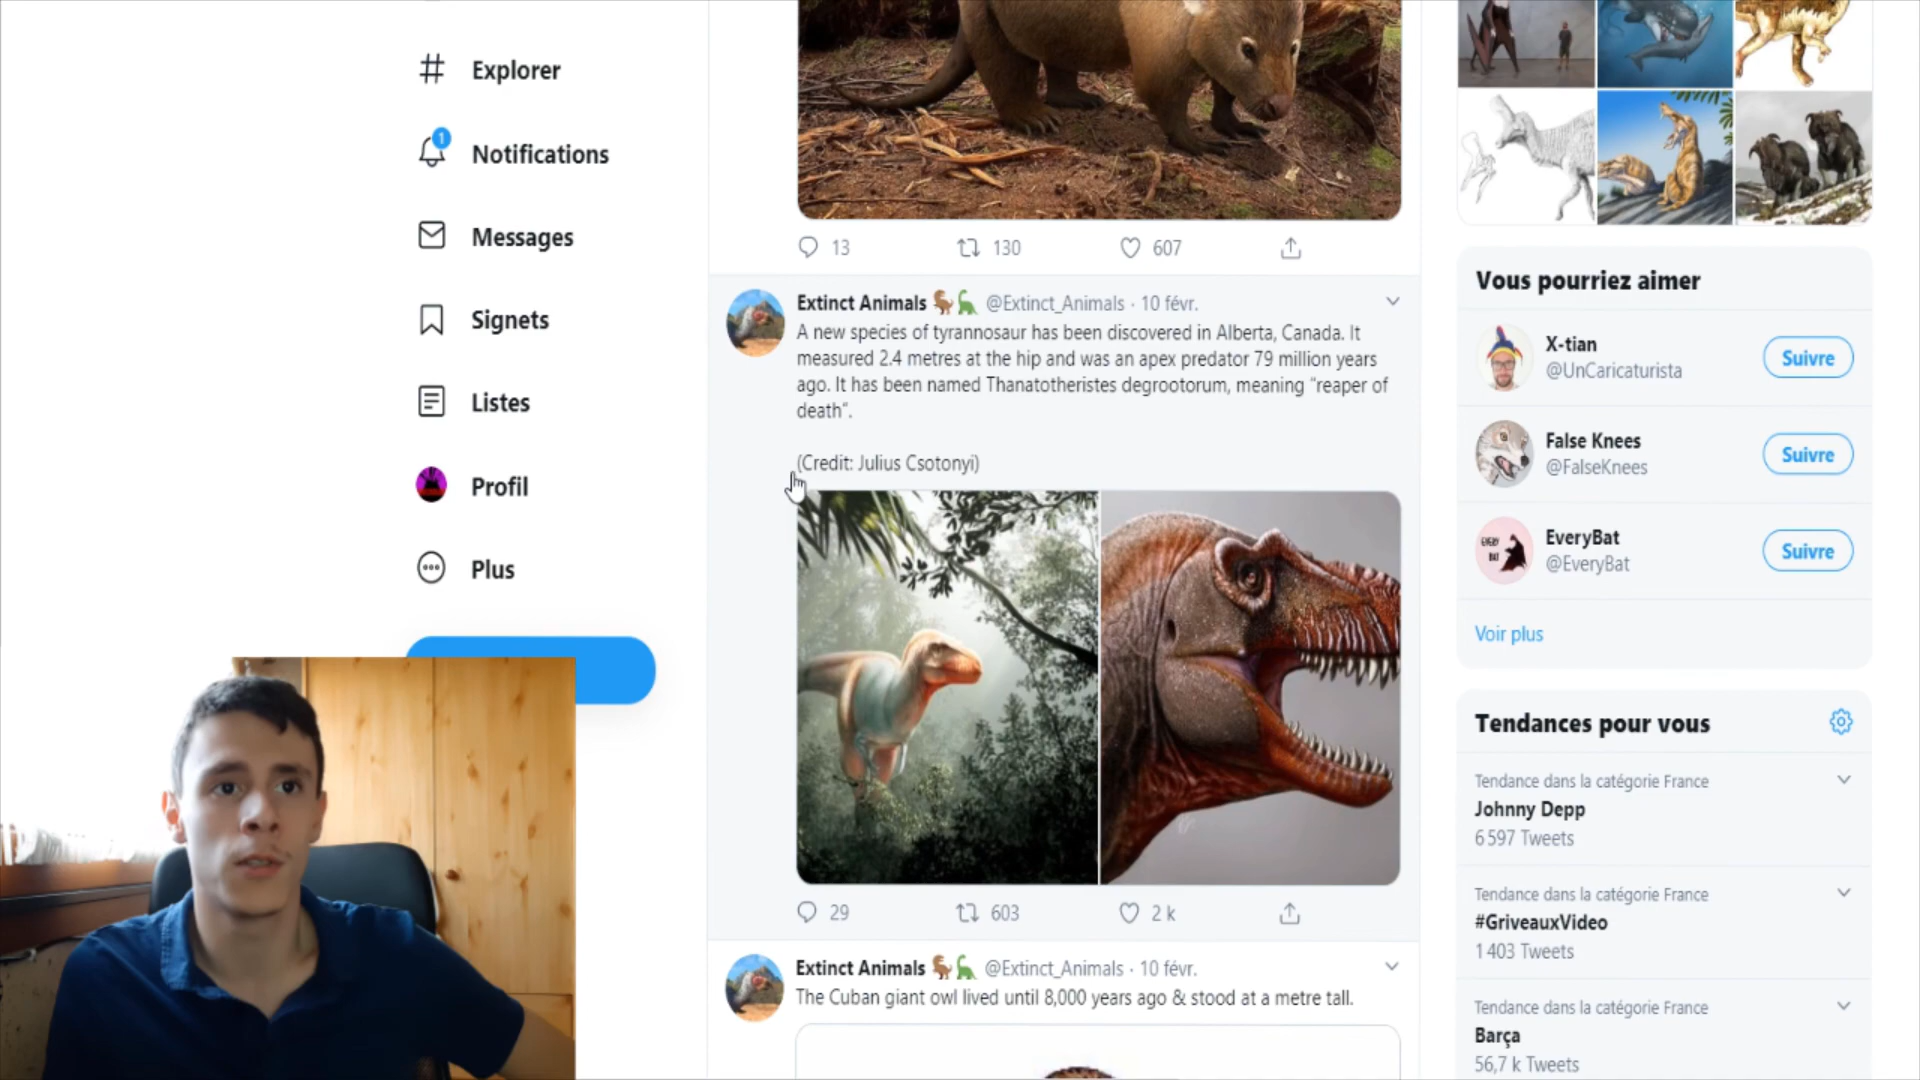 Explorer
1
Notifications
Messages
Signets
Listes
Profil
Plus
13 130 607
Extinct Animals @Extinct_Animals · 10 févr.
A new species of tyrannosaur has been discovered in Alberta, Canada. It
measured 2.4 metres at the hip and was an apex predator 79 million years
ago. It has been named Thanatotheristes degrootorum, meaning “reaper of
death”.
(Credit: Julius Csotonyi)
29 603 2 k
Extinct Animals @Extinct_Animals · 10 févr.
The Cuban giant owl lived until 8,000 years ago & stood at a metre tall.
Vous pourriez aimer
X-tian
@UnCaricaturista
Suivre
False Knees
@FalseKnees
Suivre
EVERY
BAT
EveryBat
@EveryBat
Suivre
Voir plus
Tendances pour vous
Tendance dans la catégorie France
Johnny Depp
6 597 Tweets
Tendance dans la catégorie France
#GriveauxVideo
1 403 Tweets
Tendance dans la catégorie France
Barça
56,7 k Tweets